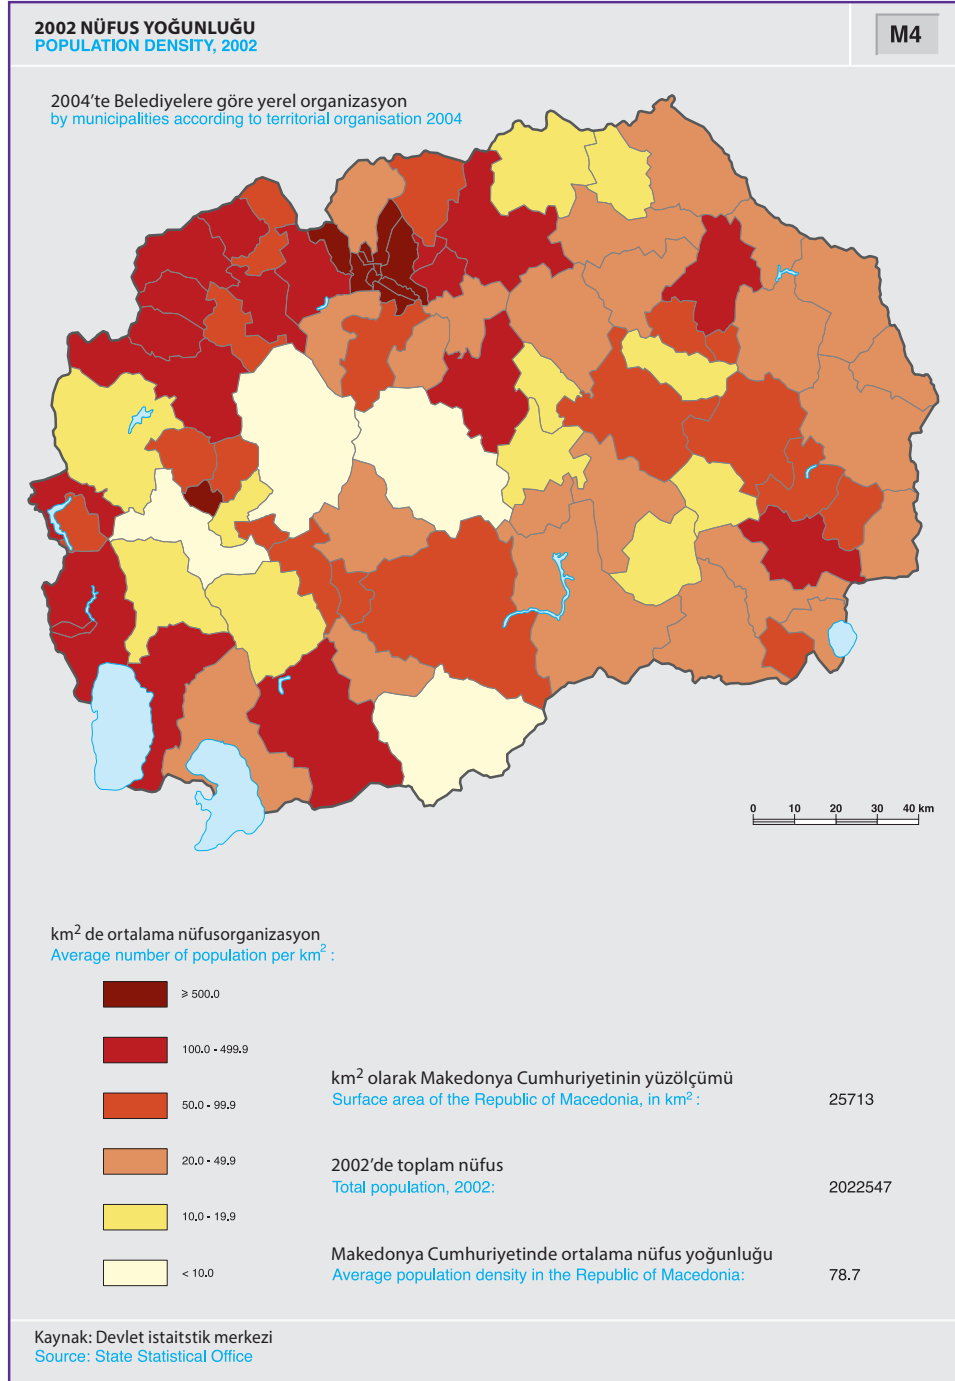 2002 NÜFUS YOĞUNLUĞU
POPULATION DENSITY, 2002
M4
2004'te Belediyelere göre yerel organizasyon
by municipalities according to territorial organisation 2004
0 10 20 30 40 km
km² de ortalama nüfusorganizasyon
Average number of population per km² :
≥ 500.0
100.0 - 499.9
50.0 - 99.9
20.0 - 49.9
10.0 - 19.9
< 10.0
km² olarak Makedonya Cumhuriyetinin yüzölçümü
Surface area of the Republic of Macedonia, in km² : 25713
2002'de toplam nüfus
Total population, 2002: 2022547
Makedonya Cumhuriyetinde ortalama nüfus yoğunluğu
Average population density in the Republic of Macedonia: 78.7
Kaynak: Devlet istaitstik merkezi
Source: State Statistical Office